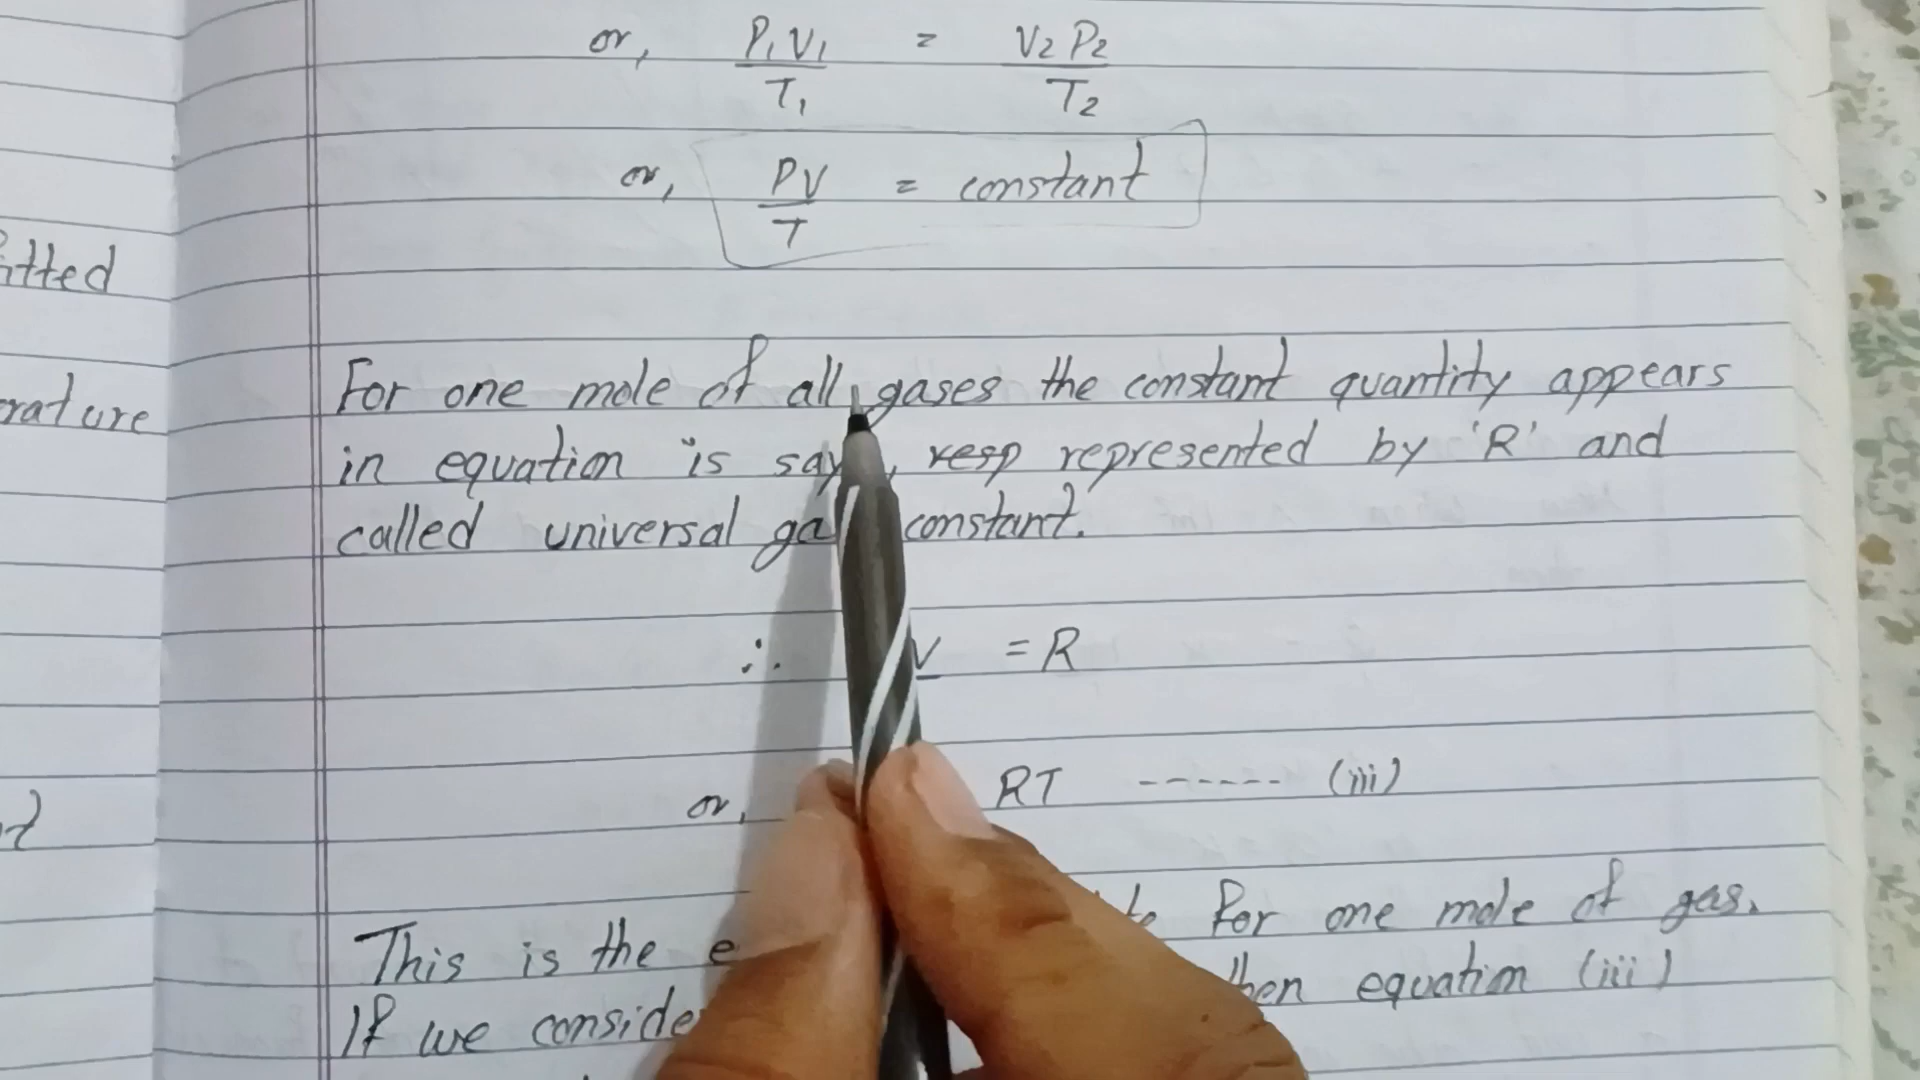 or, P₁V₁ / T₁ = V₂P₂ / T₂
or, PV / T = constant
itted
For one mole of all gases the constant quantity appears
rature
in equation is say, resp represented by 'R' and
called universal ga constant.
∴ V = R
or, RT ------ (iii)
This is the e for one mole of gas.
If we conside then equation (iii)